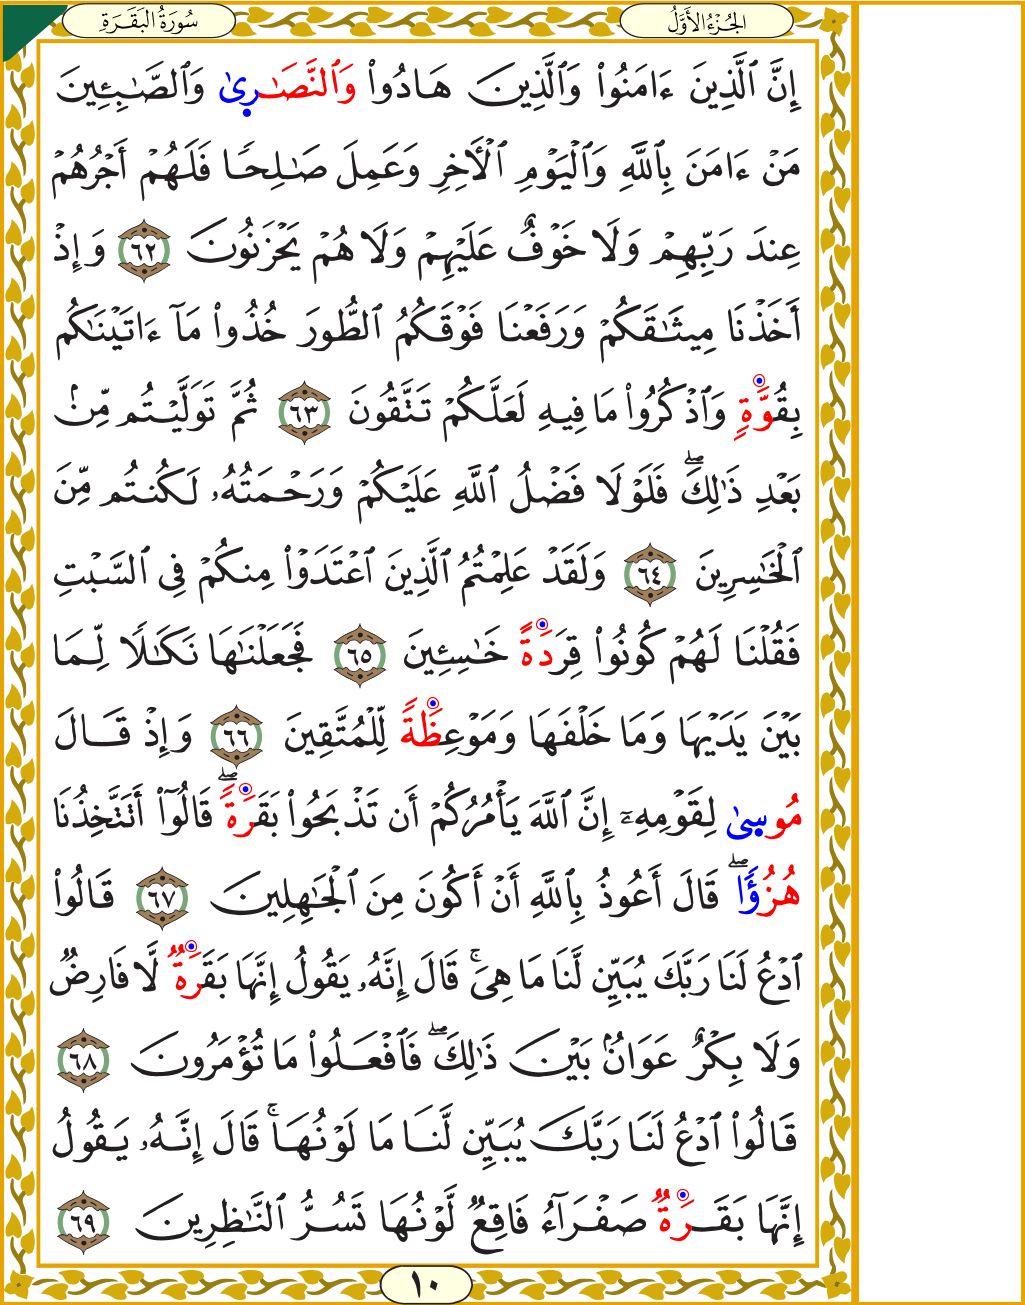 سُورَةُ البَقَرَةِ
الجُزْءُ الأَوَّلُ
إِنَّ ٱلَّذِينَ ءَامَنُواْ وَٱلَّذِينَ هَادُواْ وَٱلنَّصَٰرِىٰ وَٱلصَّٰبِـِٔينَ
مَنۡ ءَامَنَ بِٱللَّهِ وَٱلۡيَوۡمِ ٱلۡأٓخِرِ وَعَمِلَ صَٰلِحٗا فَلَهُمۡ أَجۡرُهُمۡ
عِندَ رَبِّهِمۡ وَلَا خَوۡفٌ عَلَيۡهِمۡ وَلَا هُمۡ يَحۡزَنُونَ ٦٢ وَإِذۡ
أَخَذۡنَا مِيثَٰقَكُمۡ وَرَفَعۡنَا فَوۡقَكُمُ ٱلطُّورَ خُذُواْ مَآ ءَاتَيۡنَٰكُم
بِقُوَّةٖ وَٱذۡكُرُواْ مَا فِيهِ لَعَلَّكُمۡ تَتَّقُونَ ٦٣ ثُمَّ تَوَلَّيۡتُم مِّنۢ
بَعۡدِ ذَٰلِكَۖ فَلَوۡلَا فَضۡلُ ٱللَّهِ عَلَيۡكُمۡ وَرَحۡمَتُهُۥ لَكُنتُم مِّنَ
ٱلۡخَٰسِرِينَ ٦٤ وَلَقَدۡ عَلِمۡتُمُ ٱلَّذِينَ ٱعۡتَدَوۡاْ مِنكُمۡ فِي ٱلسَّبۡتِ
فَقُلۡنَا لَهُمۡ كُونُواْ قِرَدَةً خَٰسِـِٔينَ ٦٥ فَجَعَلۡنَٰهَا نَكَٰلٗا لِّمَا
بَيۡنَ يَدَيۡهَا وَمَا خَلۡفَهَا وَمَوۡعِظَةٗ لِّلۡمُتَّقِينَ ٦٦ وَإِذۡ قَالَ
مُوسىٰ لِقَوۡمِهِۦٓ إِنَّ ٱللَّهَ يَأۡمُرُكُمۡ أَن تَذۡبَحُواْ بَقَرَةٗۖ قَالُوٓاْ أَتَتَّخِذُنَا
هُزُؤٗاۖ قَالَ أَعُوذُ بِٱللَّهِ أَنۡ أَكُونَ مِنَ ٱلۡجَٰهِلِينَ ٦٧ قَالُواْ
ٱدۡعُ لَنَا رَبَّكَ يُبَيِّن لَّنَا مَا هِيَۚ قَالَ إِنَّهُۥ يَقُولُ إِنَّهَا بَقَرَةٞ لَّا فَارِضٞ
وَلَا بِكۡرٌ عَوَانُۢ بَيۡنَ ذَٰلِكَۖ فَٱفۡعَلُواْ مَا تُؤۡمَرُونَ ٦٨
قَالُواْ ٱدۡعُ لَنَا رَبَّكَ يُبَيِّن لَّنَا مَا لَوۡنُهَاۚ قَالَ إِنَّهُۥ يَقُولُ
إِنَّهَا بَقَرَةٞ صَفۡرَآءُ فَاقِعٞ لَّوۡنُهَا تَسُرُّ ٱلنَّٰظِرِينَ ٦٩
١٠